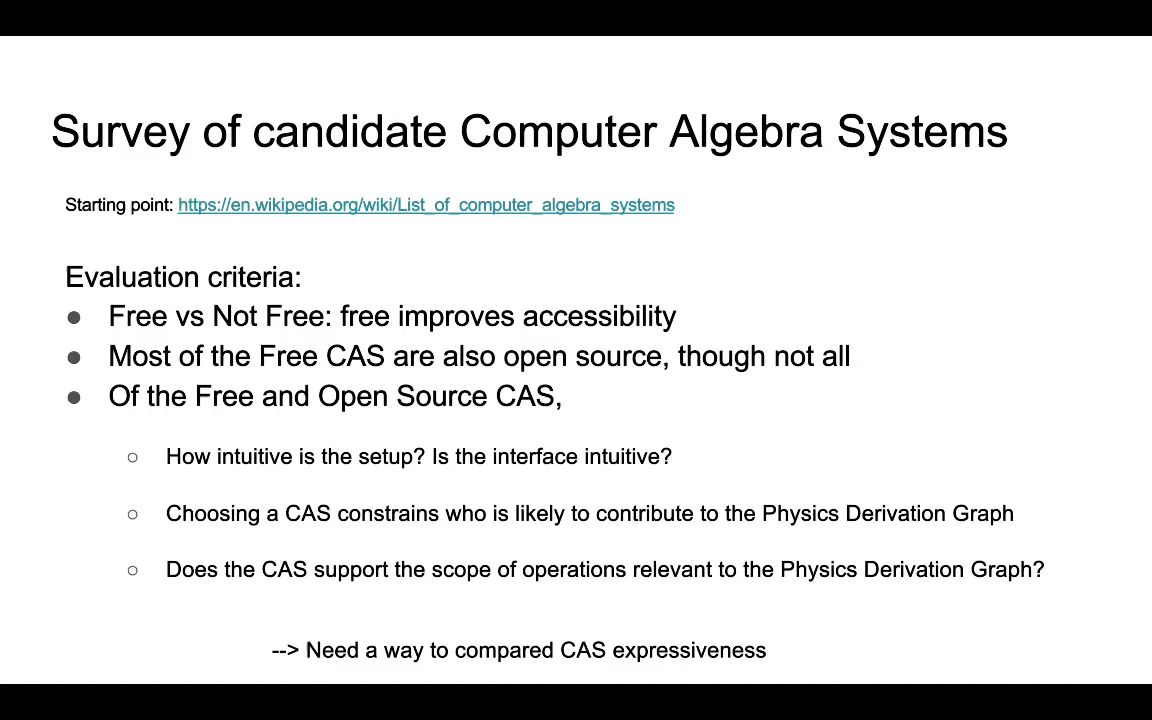 Survey of candidate Computer Algebra Systems
Starting point: https://en.wikipedia.org/wiki/List_of_computer_algebra_systems
Evaluation criteria:
● Free vs Not Free: free improves accessibility
● Most of the Free CAS are also open source, though not all
● Of the Free and Open Source CAS,
○ How intuitive is the setup? Is the interface intuitive?
○ Choosing a CAS constrains who is likely to contribute to the Physics Derivation Graph
○ Does the CAS support the scope of operations relevant to the Physics Derivation Graph?
--> Need a way to compared CAS expressiveness